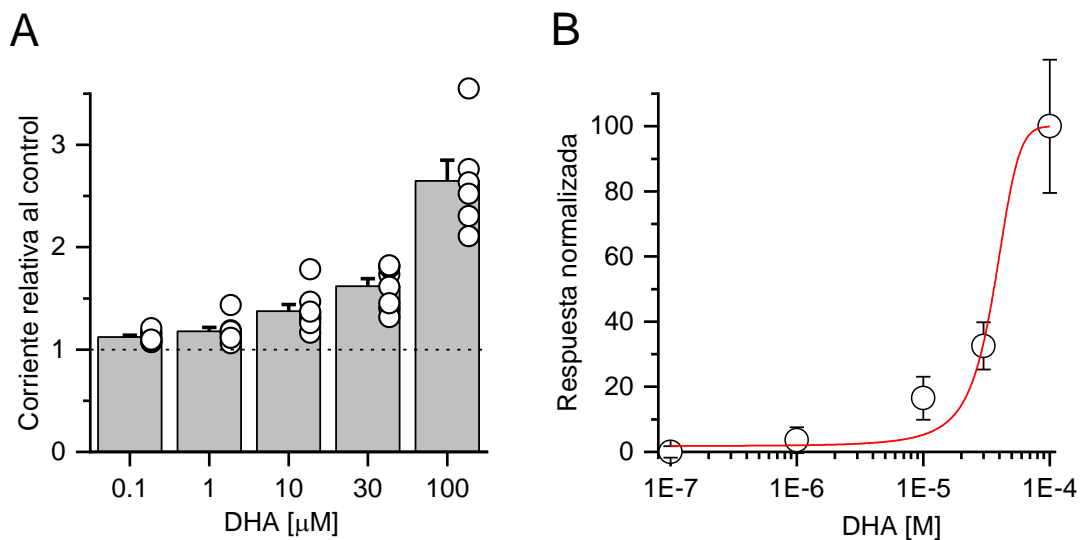 A
Corriente relativa al control
3
2
1
0
0.1 1 10 30 100
DHA [μM]
B
Respuesta normalizada
100
80
60
40
20
0
1E-7 1E-6 1E-5 1E-4
DHA [M]